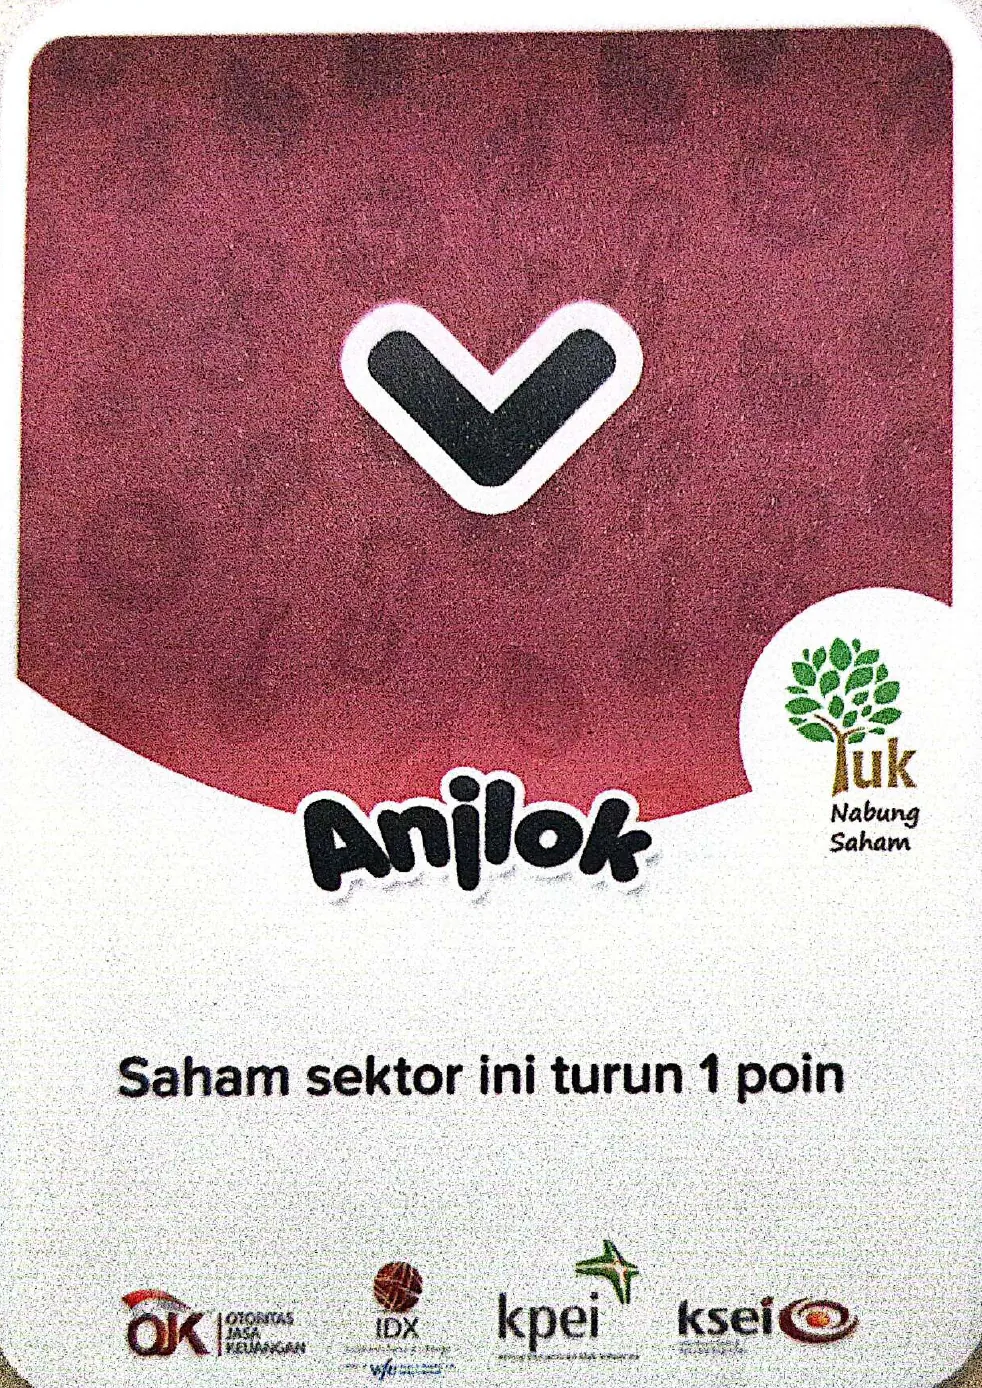 Anjlok
Yuk
Nabung
Saham
Saham sektor ini turun 1 poin
OJK
OTORITAS
JASA
KEUANGAN
IDX
kpei
ksei